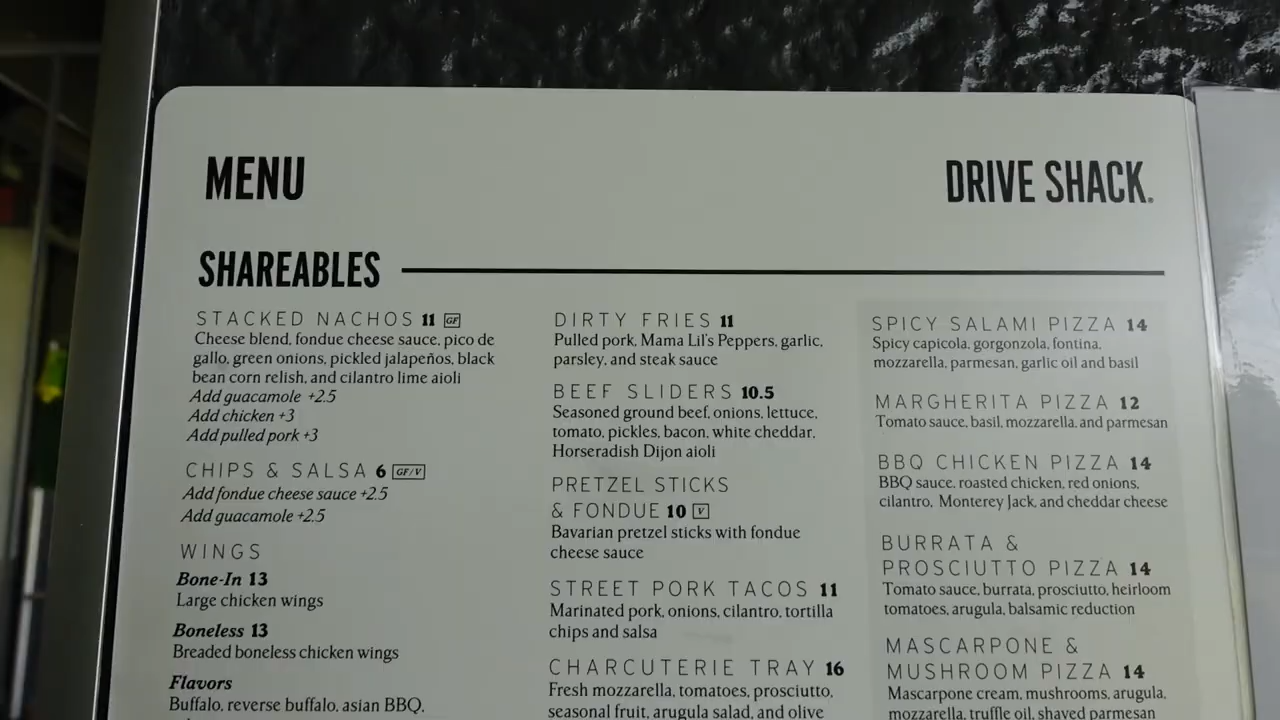 MENU
DRIVE SHACK.
SHAREABLES
STACKED NACHOS 11 GF
Cheese blend, fondue cheese sauce, pico de
gallo, green onions, pickled jalapeños, black
bean corn relish, and cilantro lime aioli
Add guacamole +2.5
Add chicken +3
Add pulled pork +3
CHIPS & SALSA 6 GF/V
Add fondue cheese sauce +2.5
Add guacamole +2.5
WINGS
Bone-In 13
Large chicken wings
Boneless 13
Breaded boneless chicken wings
Flavors
Buffalo, reverse buffalo, asian BBQ,
DIRTY FRIES 11
Pulled pork, Mama Lil's Peppers, garlic,
parsley, and steak sauce
BEEF SLIDERS 10.5
Seasoned ground beef, onions, lettuce,
tomato, pickles, bacon, white cheddar,
Horseradish Dijon aioli
PRETZEL STICKS
& FONDUE 10 V
Bavarian pretzel sticks with fondue
cheese sauce
STREET PORK TACOS 11
Marinated pork, onions, cilantro, tortilla
chips and salsa
CHARCUTERIE TRAY 16
Fresh mozzarella, tomatoes, prosciutto,
seasonal fruit, arugula salad, and olive
SPICY SALAMI PIZZA 14
Spicy capicola, gorgonzola, fontina,
mozzarella, parmesan, garlic oil and basil
MARGHERITA PIZZA 12
Tomato sauce, basil, mozzarella, and parmesan
BBQ CHICKEN PIZZA 14
BBQ sauce, roasted chicken, red onions,
cilantro, Monterey Jack, and cheddar cheese
BURRATA &
PROSCIUTTO PIZZA 14
Tomato sauce, burrata, prosciutto, heirloom
tomatoes, arugula, balsamic reduction
MASCARPONE &
MUSHROOM PIZZA 14
Mascarpone cream, mushrooms, arugula,
mozzarella, truffle oil, shaved parmesan